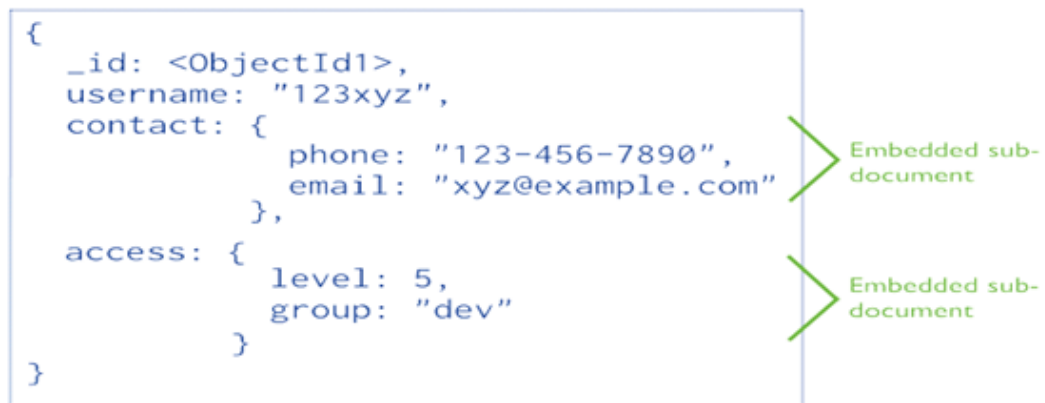 {
_id: <ObjectId1>,
username: "123xyz",
contact: {
phone: "123-456-7890",
email: "xyz@example.com"
},
access: {
level: 5,
group: "dev"
}
}
Embedded sub-
document
Embedded sub-
document